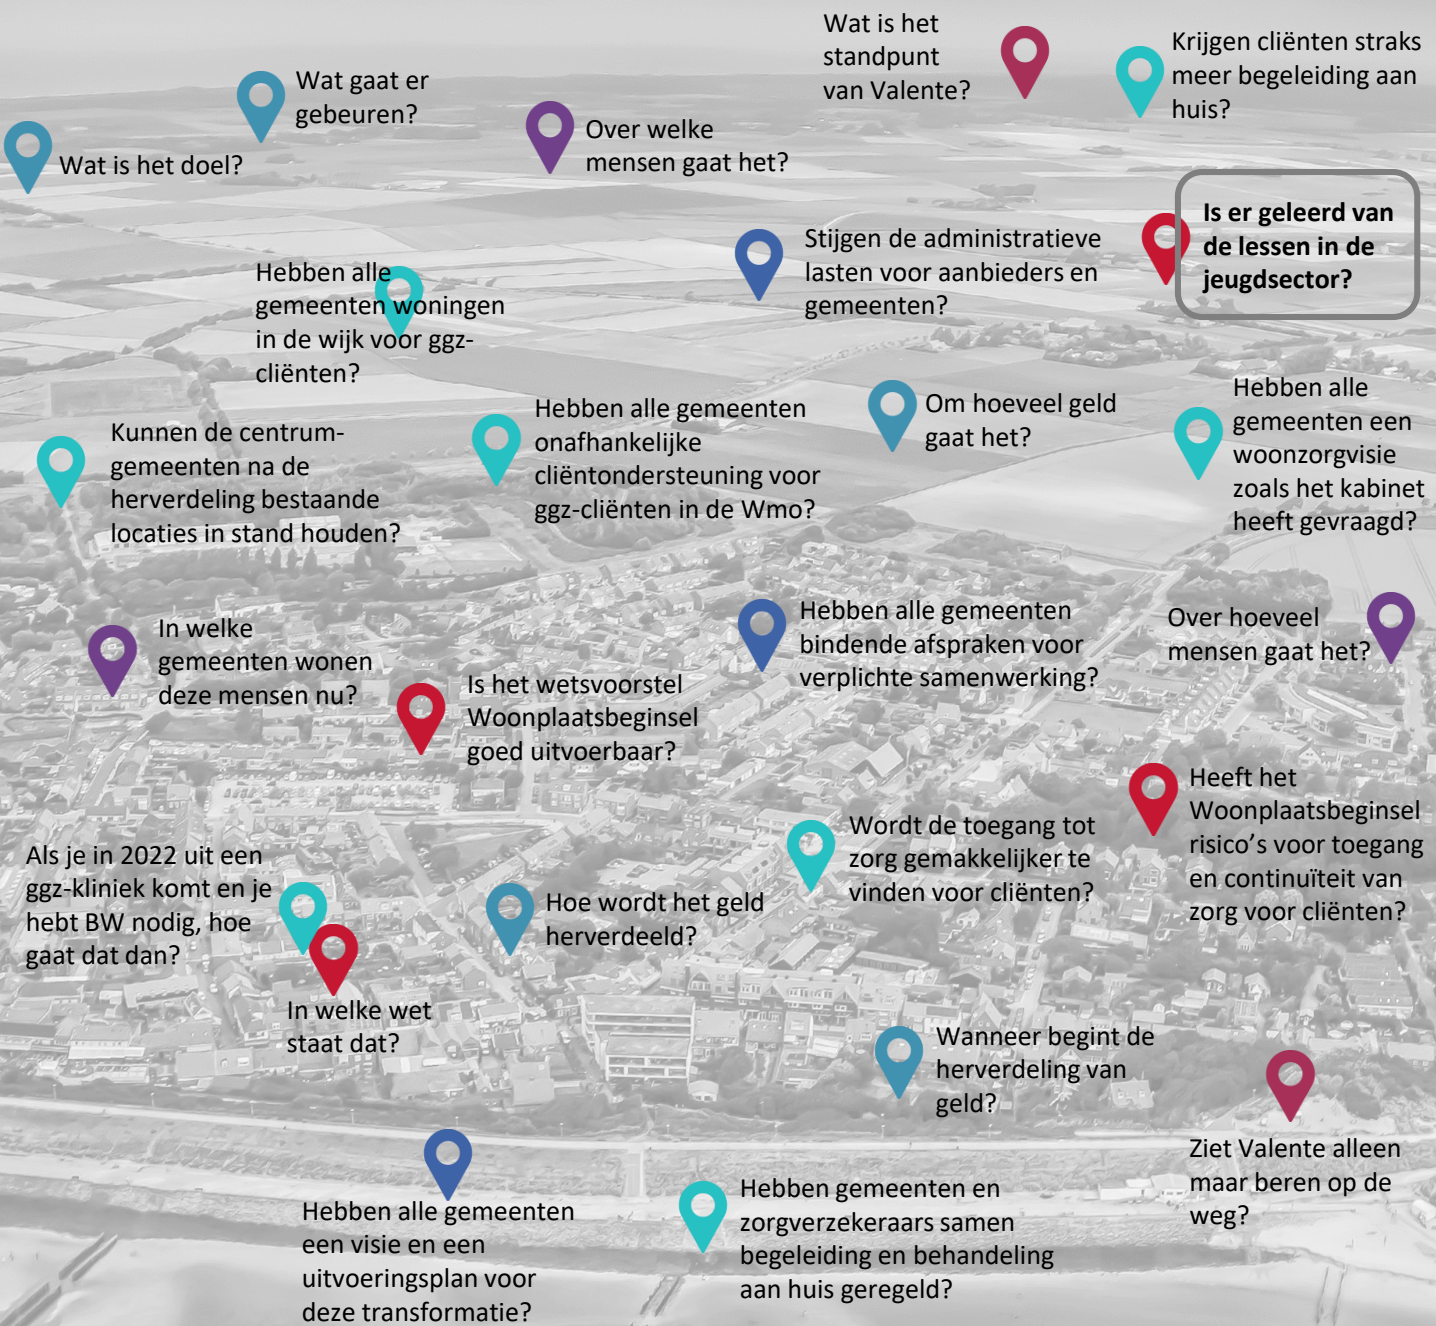 Wat is het
standpunt
van Valente?
Krijgen cliënten straks
meer begeleiding aan
huis?
Wat gaat er
gebeuren?
Wat is het doel?
Over welke
mensen gaat het?
Is er geleerd van
de lessen in de
jeugdsector?
Stijgen de administratieve
lasten voor aanbieders en
gemeenten?
Hebben alle
gemeenten woningen
in de wijk voor ggz-
cliënten?
Om hoeveel geld
gaat het?
Hebben alle
gemeenten een
woonzorgvisie
zoals het kabinet
heeft gevraagd?
Hebben alle gemeenten
onafhankelijke
cliëntondersteuning voor
ggz-cliënten in de Wmo?
Kunnen de centrum-
gemeenten na de
herverdeling bestaande
locaties in stand houden?
In welke
gemeenten wonen
deze mensen nu?
Hebben alle gemeenten
bindende afspraken voor
verplichte samenwerking?
Over hoeveel
mensen gaat het?
Is het wetsvoorstel
Woonplaatsbeginsel
goed uitvoerbaar?
Heeft het
Woonplaatsbeginsel
risico's voor toegang
en continuïteit van
zorg voor cliënten?
Wordt de toegang tot
zorg gemakkelijker te
vinden voor cliënten?
Als je in 2022 uit een
ggz-kliniek komt en je
hebt BW nodig, hoe
gaat dat dan?
Hoe wordt het geld
herverdeeld?
In welke wet
staat dat?
Wanneer begint de
herverdeling van
geld?
Ziet Valente alleen
maar beren op de
weg?
Hebben alle gemeenten
een visie en een
uitvoeringsplan voor
deze transformatie?
Hebben gemeenten en
zorgverzekeraars samen
begeleiding en behandeling
aan huis geregeld?